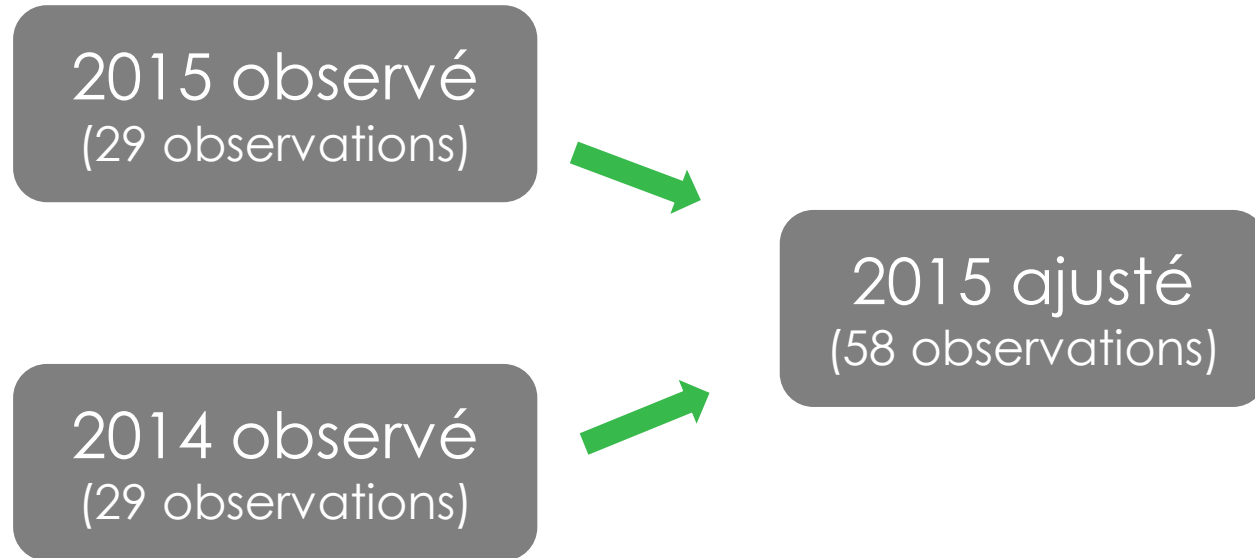 2015 observé
(29 observations)
2015 ajusté
(58 observations)
2014 observé
(29 observations)